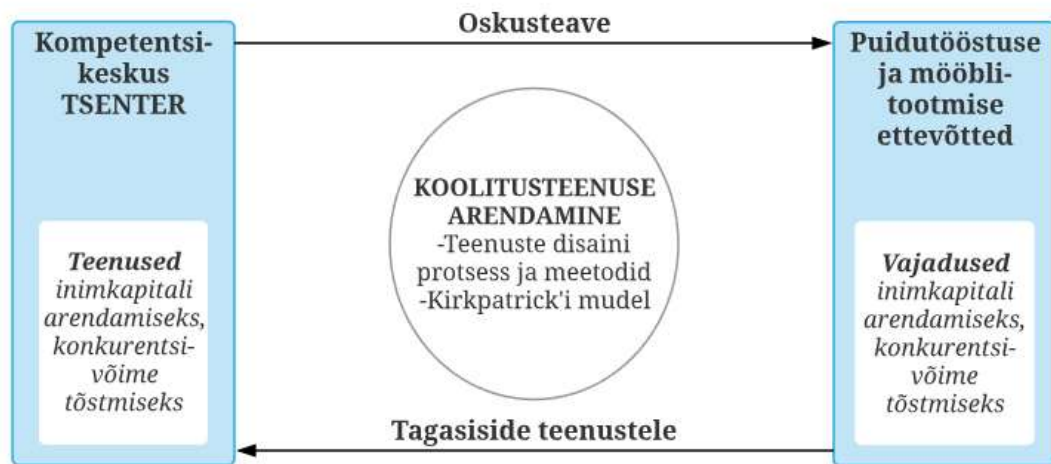 Oskusteave
Kompetentsi-
keskus
TSENTER
Teenused
inimkapitali
arendamiseks,
konkurentsi-
võime
tõstmiseks
KOOLITUSTEENUSE
ARENDAMINE
-Teenuste disaini
protsess ja meetodid
-Kirkpatrick'i mudel
Puidutööstuse
ja mööbli-
tootmise
ettevõtted
Vajadused
inimkapitali
arendamiseks,
konkurentsi-
võime
tõstmiseks
Tagasiside teenustele